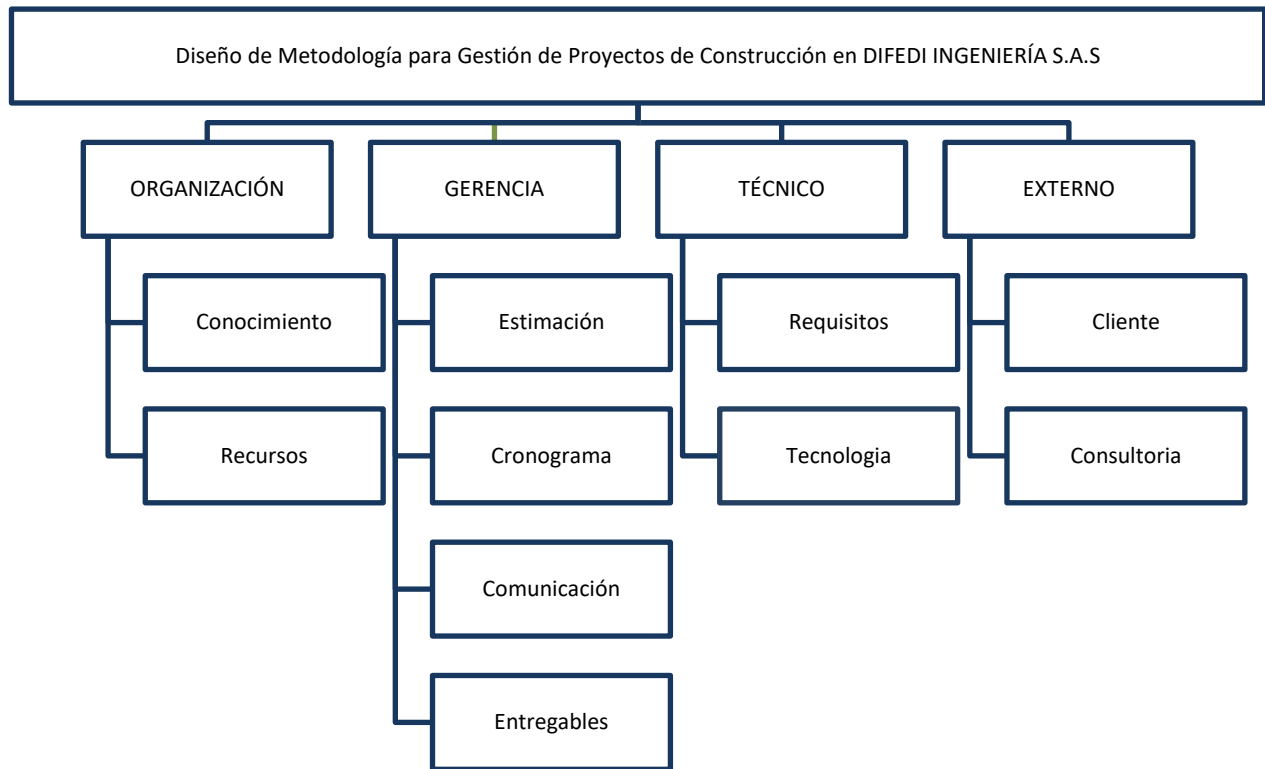 Diseño de Metodología para Gestión de Proyectos de Construcción en DIFEDI INGENIERÍA S.A.S
ORGANIZACIÓN
GERENCIA
TÉCNICO
EXTERNO
Conocimiento
Estimación
Requisitos
Cliente
Recursos
Cronograma
Tecnologia
Consultoria
Comunicación
Entregables